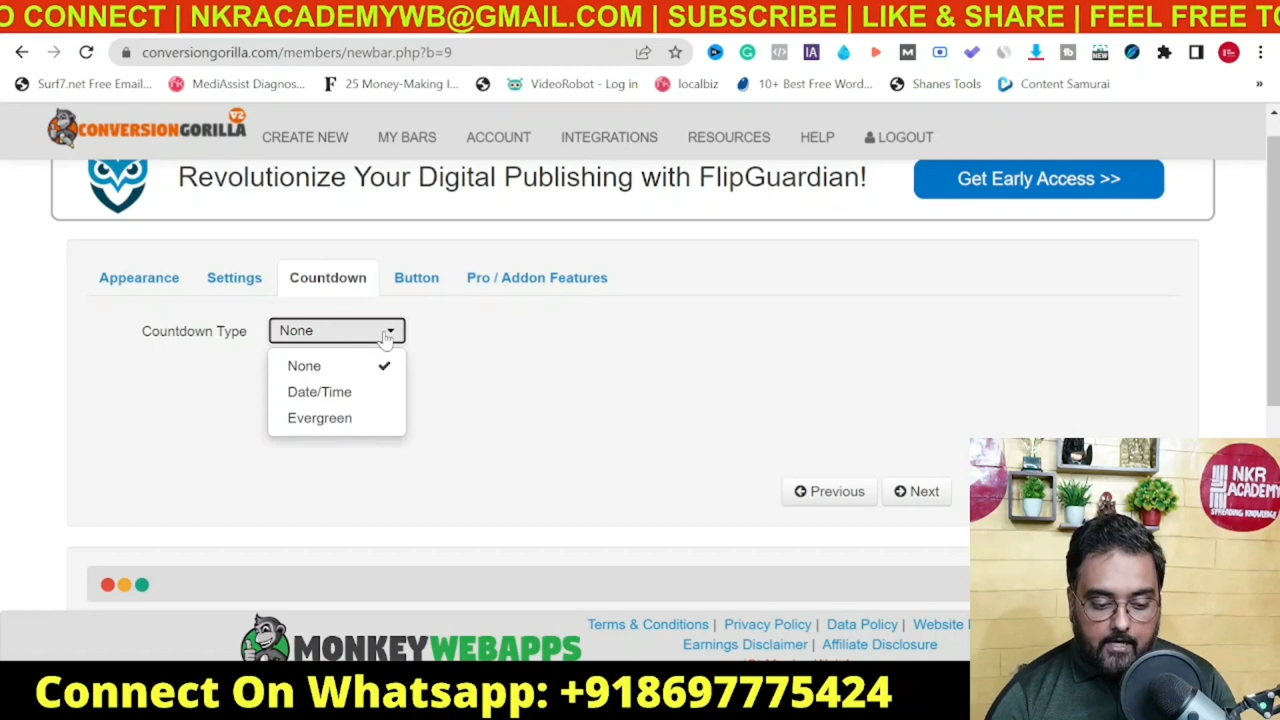 O CONNECT | NKRACADEMYWB@GMAIL.COM | SUBSCRIBE | LIKE & SHARE | FEEL FREE TO
conversiongorilla.com/members/newbar.php?b=9
Surf7.net Free Email... MediAssist Diagnos... 25 Money-Making I... VideoRobot - Log in localbiz 10+ Best Free Word... Shanes Tools Content Samurai »
CONVERSIONGORILLA V2 CREATE NEW MY BARS ACCOUNT INTEGRATIONS RESOURCES HELP LOGOUT
Revolutionize Your Digital Publishing with FlipGuardian! Get Early Access >>
Appearance Settings Countdown Button Pro / Addon Features
Countdown Type None
None
Date/Time
Evergreen
Previous Next
NKR
ACADEMY
SPREADING KNOWLEDGE
MONKEYWEBAPPS
Terms & Conditions | Privacy Policy | Data Policy | Website
Earnings Disclaimer | Affiliate Disclosure
Connect On Whatsapp: +918697775424